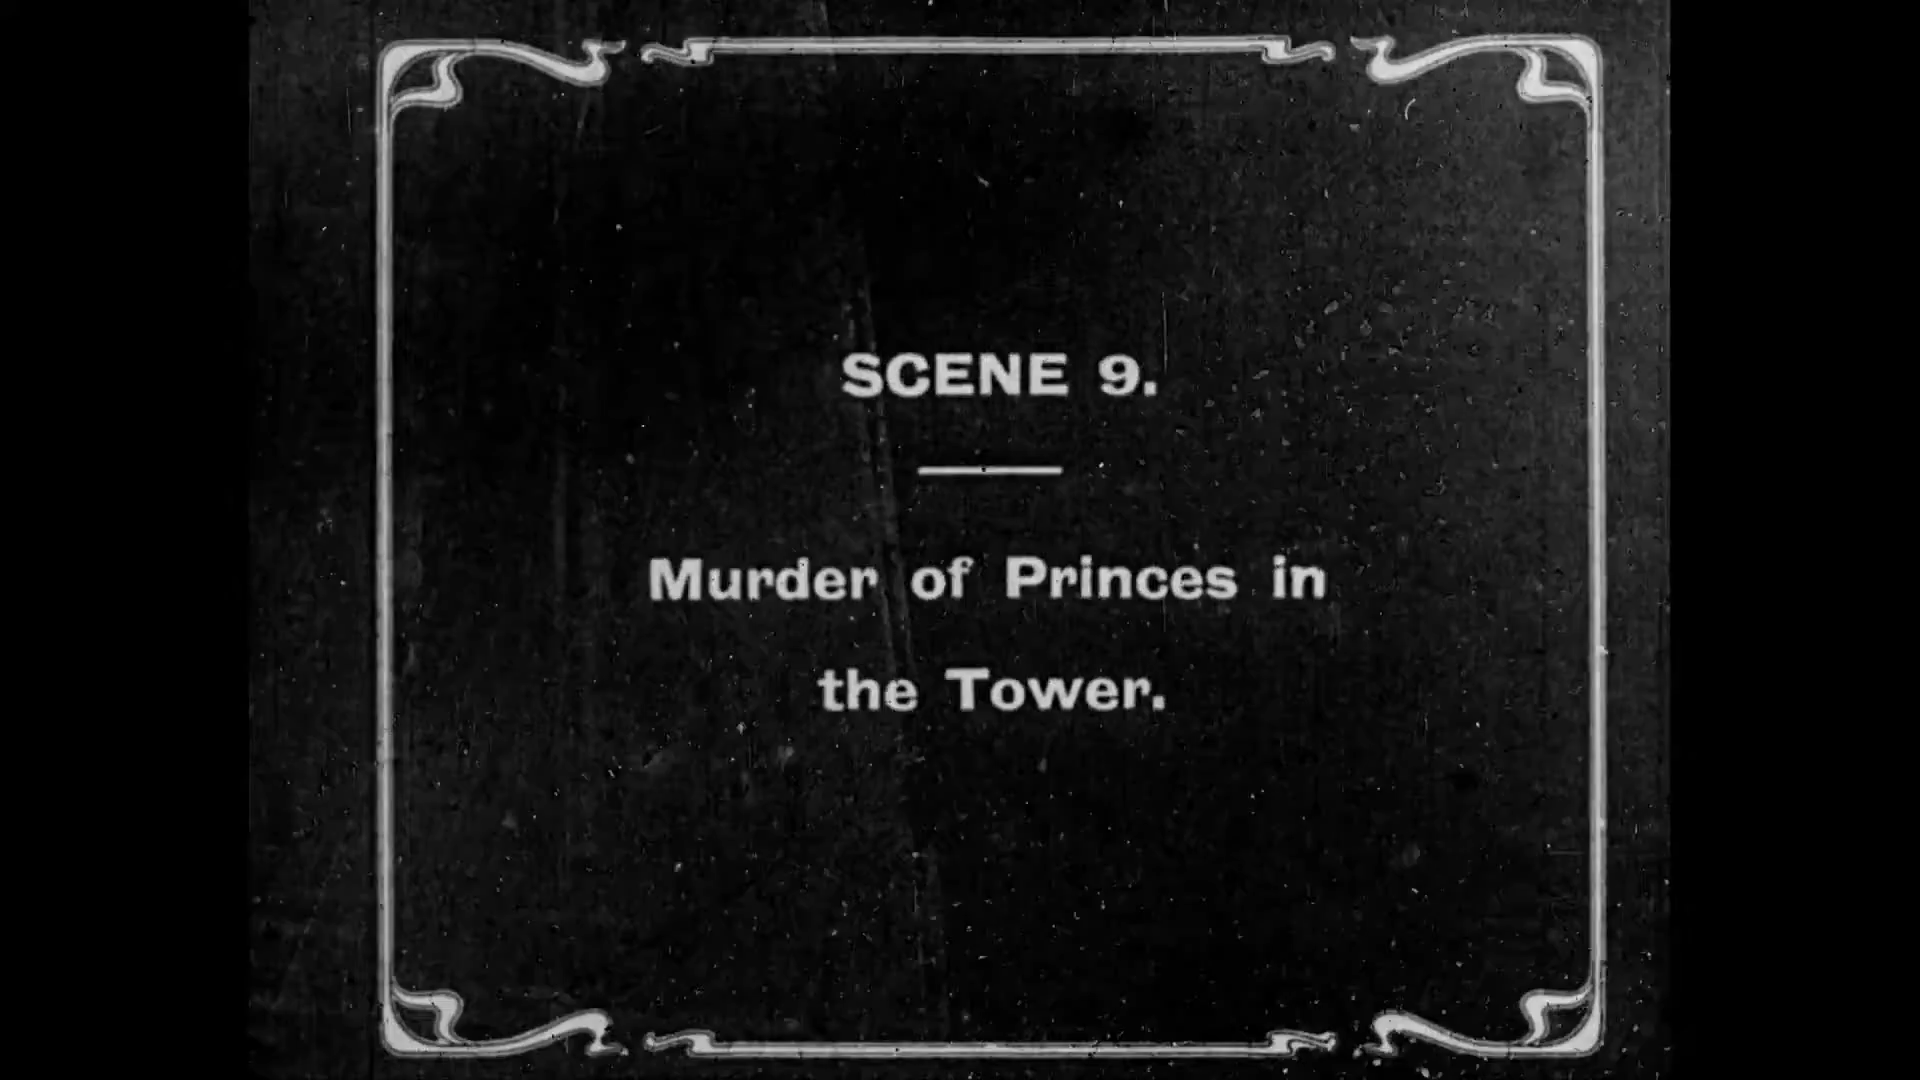 SCENE 9.
Murder of Princes in
the Tower.